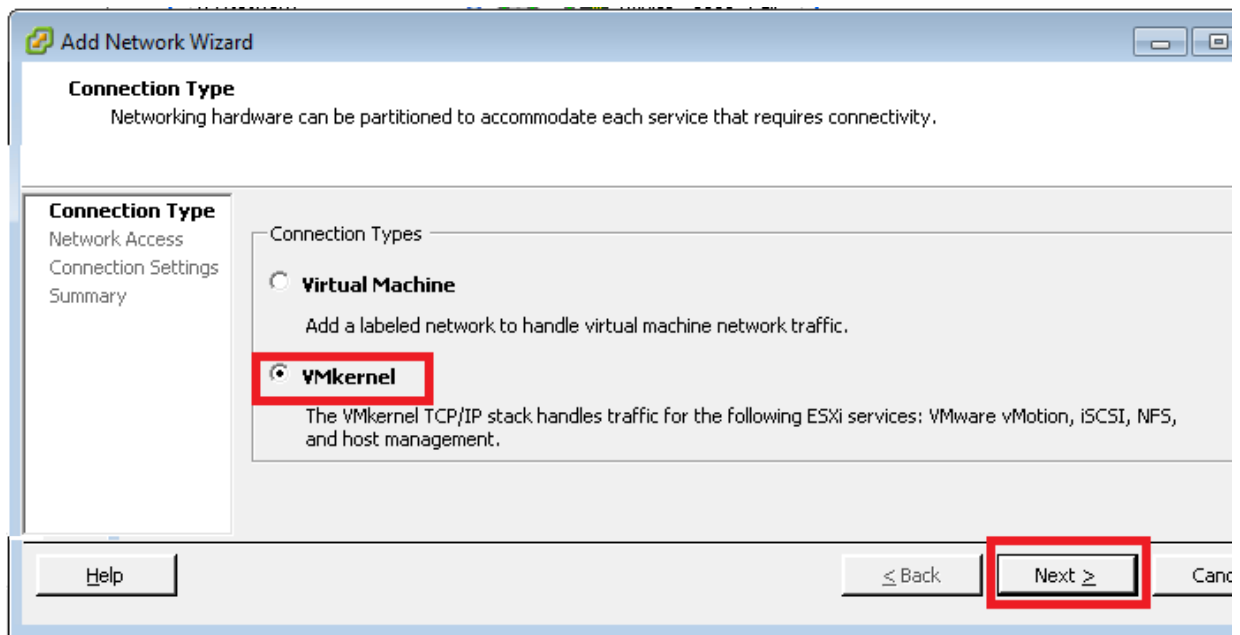 Add Network Wizard
Connection Type
Networking hardware can be partitioned to accommodate each service that requires connectivity.
Connection Type
Network Access
Connection Settings
Summary
Connection Types
Virtual Machine
Add a labeled network to handle virtual machine network traffic.
VMkernel
The VMkernel TCP/IP stack handles traffic for the following ESXi services: VMware vMotion, iSCSI, NFS,
and host management.
Help
≤ Back
Next ≥